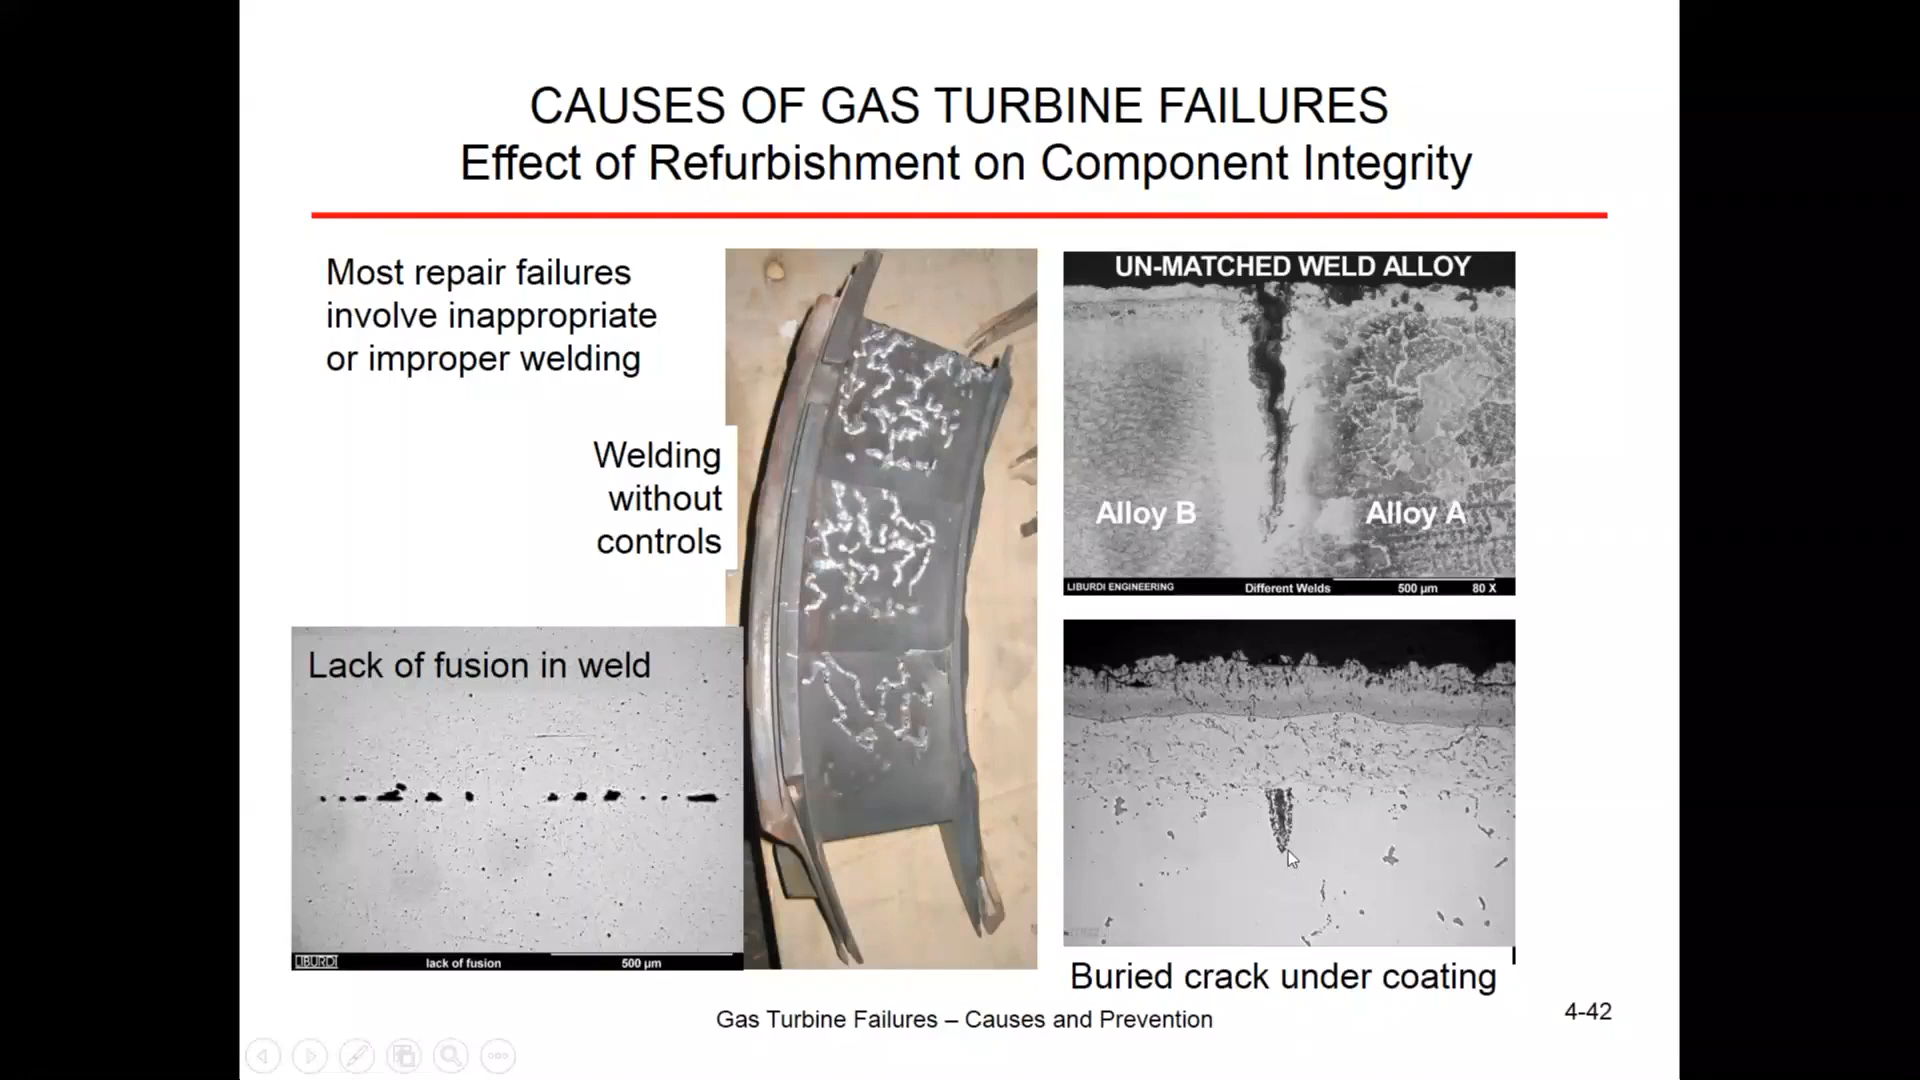 CAUSES OF GAS TURBINE FAILURES
Effect of Refurbishment on Component Integrity
Most repair failures
involve inappropriate
or improper welding
Welding
without
controls
Lack of fusion in weld
LIBURDI
lack of fusion
500 µm
UN-MATCHED WELD ALLOY
Alloy B
Alloy A
LIBURDI ENGINEERING
Different Welds
500 µm
80 X
Buried crack under coating
Gas Turbine Failures – Causes and Prevention
4-42